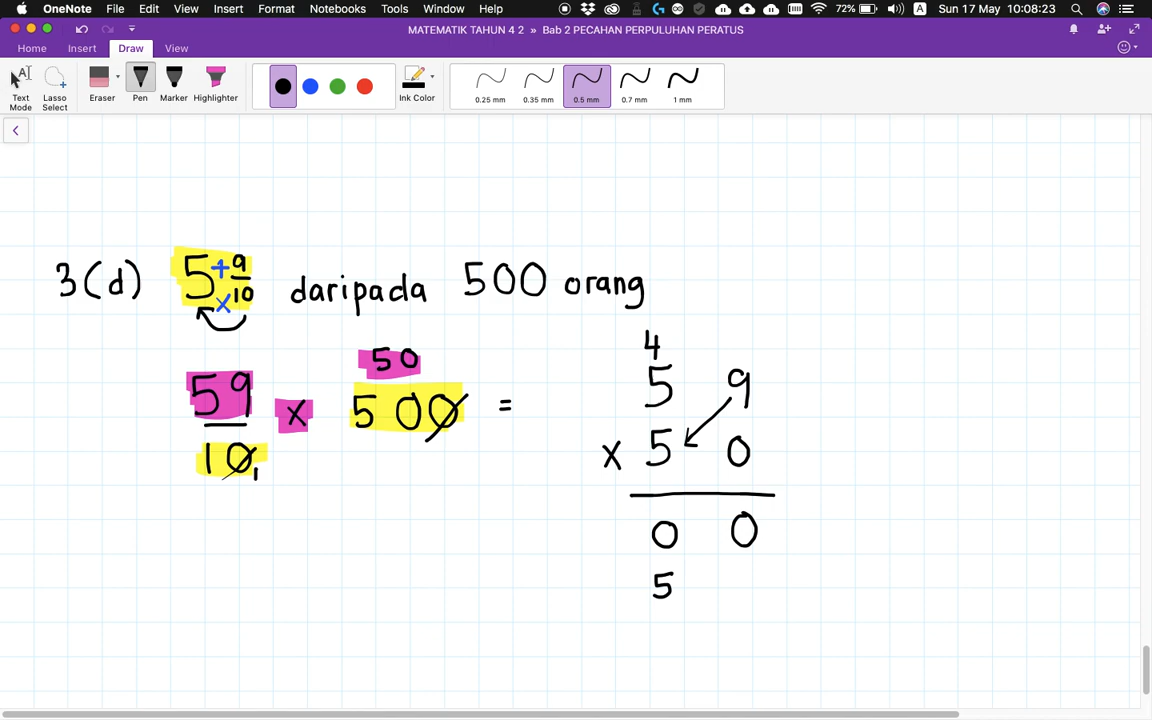 OneNote File Edit View Insert Format Notebooks Tools Window Help 72% A Sun 17 May 10:08:23
MATEMATIK TAHUN 4 2 » Bab 2 PECAHAN PERPULUHAN PERATUS
Home Insert Draw View
Text Mode Lasso Select Eraser Pen Marker Highlighter Ink Color 0.25 mm 0.35 mm 0.5 mm 0.7 mm 1 mm
3(d) 5 + 9/10 x daripada 500 orang
50
59/10 1 x 500 =
4
5 9
x 5 0
0 0
5